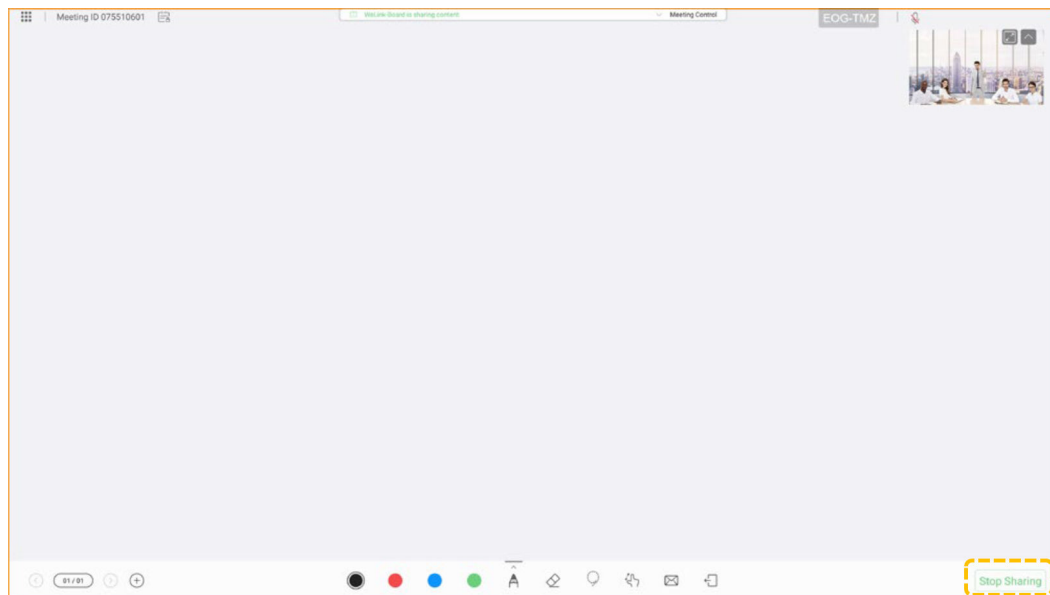 Meeting ID 075510601
WeLink-Board is sharing content
Meeting Control
EOG-TMZ
01 / 01
Stop Sharing